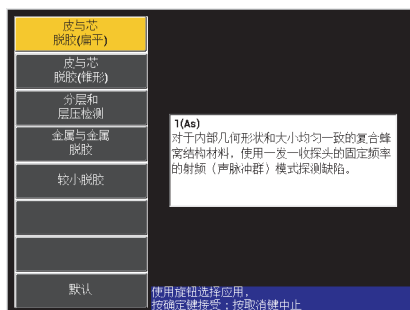 皮与芯
脱胶(扁平)
皮与芯
脱胶(锥形)
分层和
层压检测
金属与金属
脱胶
较小脱胶
默认
1(As)
对于内部几何形状和大小均匀一致的复合蜂
窝结构材料，使用一发一收探头的固定频率
的射频（声脉冲群）模式探测缺陷。
使用旋钮选择应用，
按确定键接受；按取消键中止